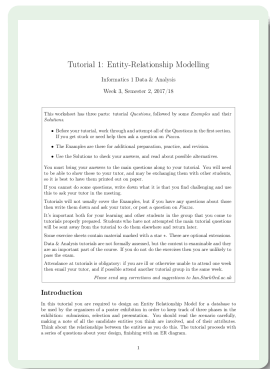 Tutorial 1: Entity-Relationship Modelling
Informatics 1 Data & Analysis
Week 3, Semester 2, 2017/18
This worksheet has three parts: tutorial Questions, followed by some Examples and their
Solutions.
• Before your tutorial, work through and attempt all of the Questions in the first section.
If you get stuck or need help then ask a question on Piazza.
• The Examples are there for additional preparation, practice, and revision.
• Use the Solutions to check your answers, and read about possible alternatives.
You must bring your answers to the main questions along to your tutorial. You will need
to be able to show these to your tutor, and may be exchanging them with other students,
so it is best to have them printed out on paper.
If you cannot do some questions, write down what it is that you find challenging and use
this to ask your tutor in the meeting.
Tutorials will not usually cover the Examples, but if you have any questions about those
then write them down and ask your tutor, or post a question on Piazza.
It's important both for your learning and other students in the group that you come to
tutorials properly prepared. Students who have not attempted the main tutorial questions
will be sent away from the tutorial to do them elsewhere and return later.
Some exercise sheets contain material marked with a star ⋆. These are optional extensions.
Data & Analysis tutorials are not formally assessed, but the content is examinable and they
are an important part of the course. If you do not do the exercises then you are unlikely to
pass the exam.
Attendance at tutorials is obligatory: if you are ill or otherwise unable to attend one week
then email your tutor, and if possible attend another tutorial group in the same week.
Please send any corrections and suggestions to Ian.Stark@ed.ac.uk
Introduction
In this tutorial you are required to design an Entity Relationship Model for a database to
be used by the organisers of a poster exhibition in order to keep track of three phases in the
exhibition: submission, selection and presentation. You should read the scenario carefully,
making a note of all the candidate entities you think are involved, and of their attributes.
Think about the relationships between the entities as you do this. The tutorial proceeds with
a series of questions about your design, finishing with an ER diagram.
1